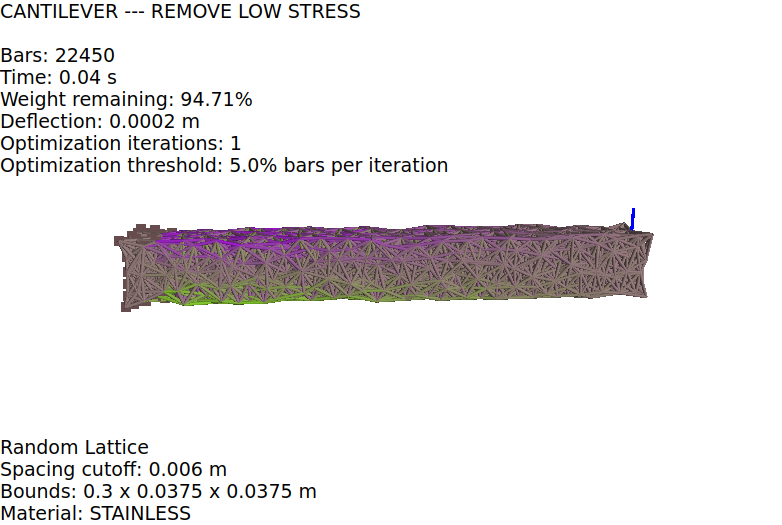 CANTILEVER --- REMOVE LOW STRESS
Bars: 22450
Time: 0.04 s
Weight remaining: 94.71%
Deflection: 0.0002 m
Optimization iterations: 1
Optimization threshold: 5.0% bars per iteration
Random Lattice
Spacing cutoff: 0.006 m
Bounds: 0.3 x 0.0375 x 0.0375 m
Material: STAINLESS